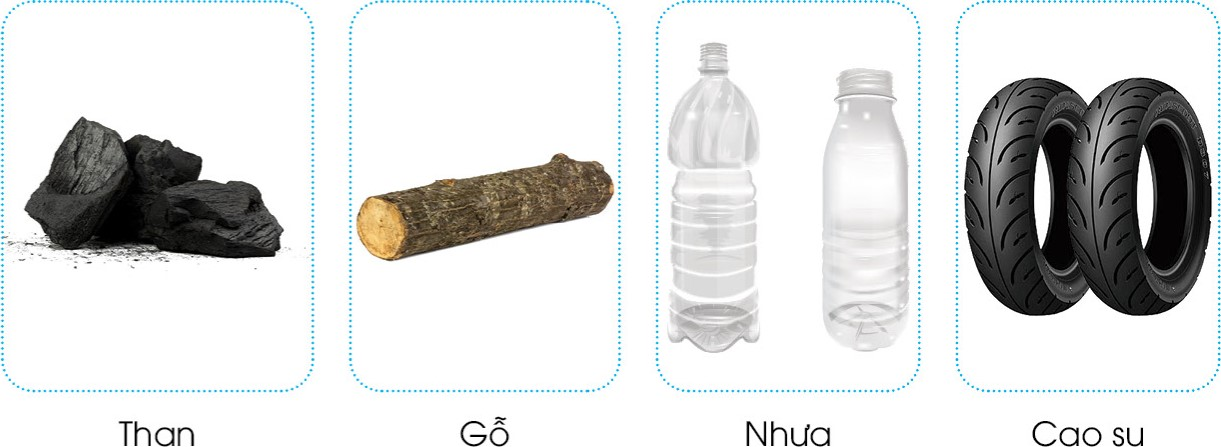 Than
Gỗ
Nhựa
Cao su